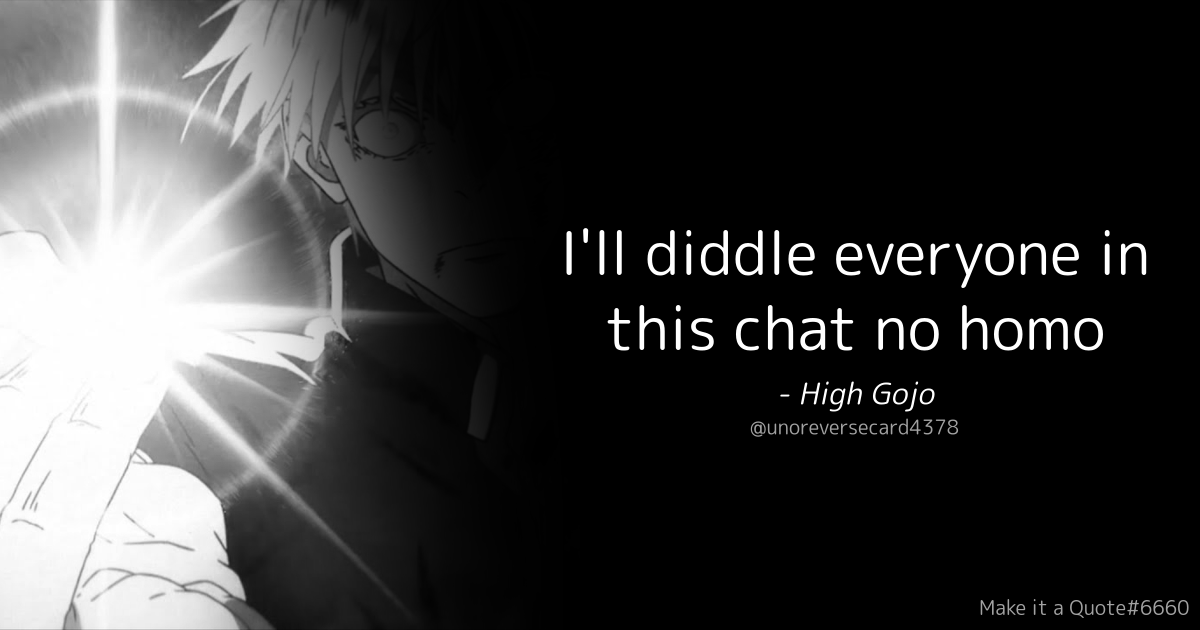 I'll diddle everyone in
this chat no homo
- High Gojo
@unoreversecard4378
Make it a Quote#6660